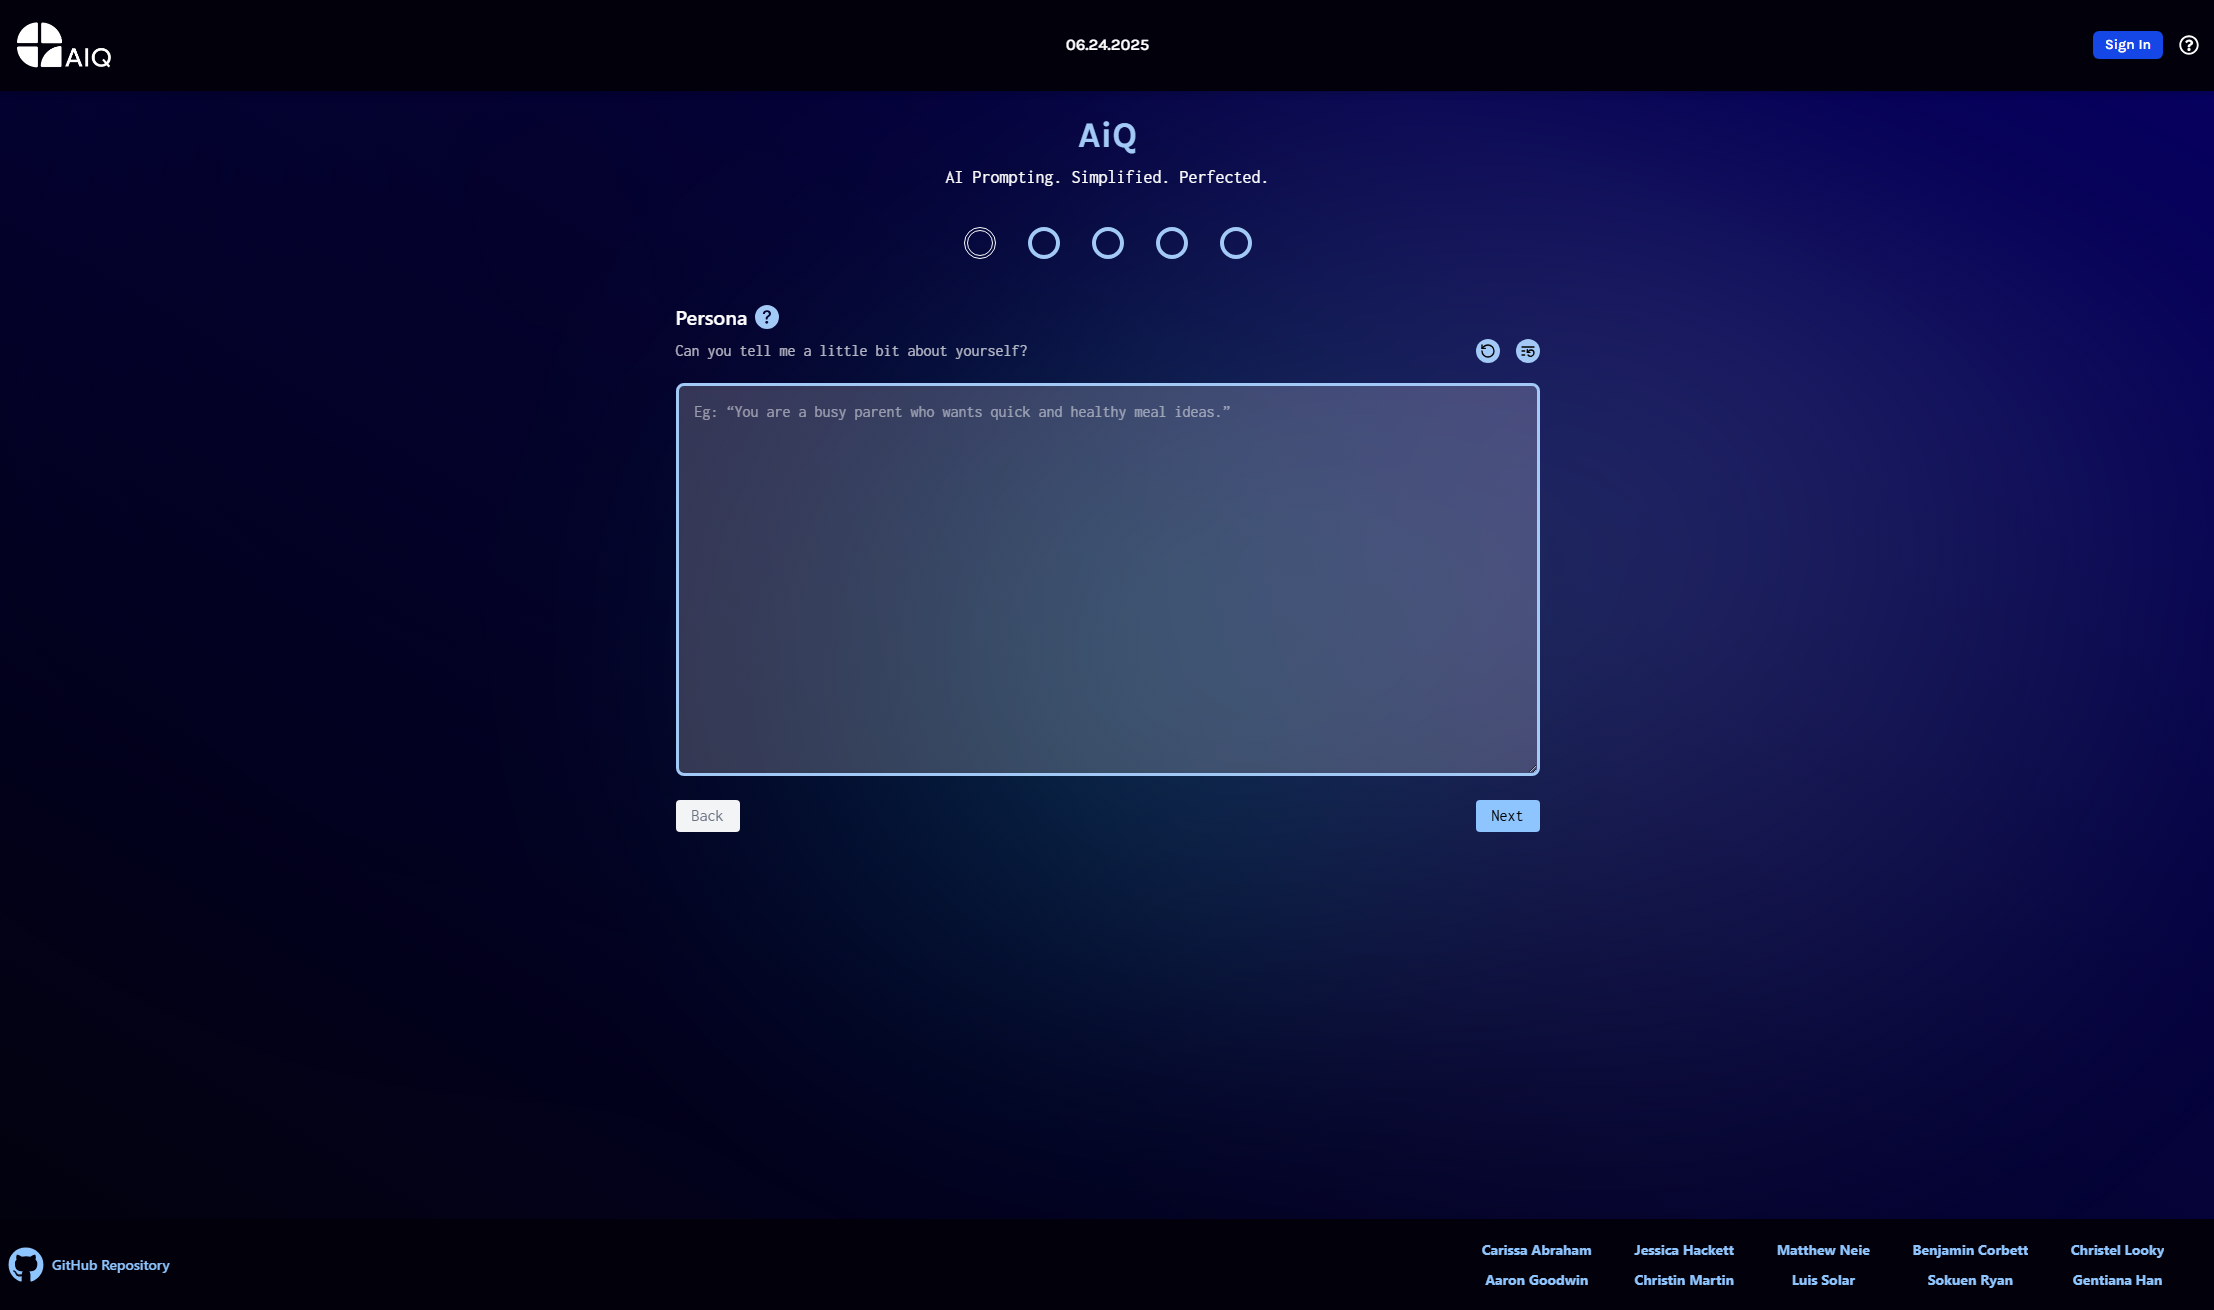 AIQ
06.24.2025
Sign In
AiQ
AI Prompting. Simplified. Perfected.
Persona
Can you tell me a little bit about yourself?
Eg: “You are a busy parent who wants quick and healthy meal ideas.”
Back
Next
GitHub Repository
Carissa Abraham Jessica Hackett Matthew Neie Benjamin Corbett Christel Looky
Aaron Goodwin Christin Martin Luis Solar Sokuen Ryan Gentiana Han